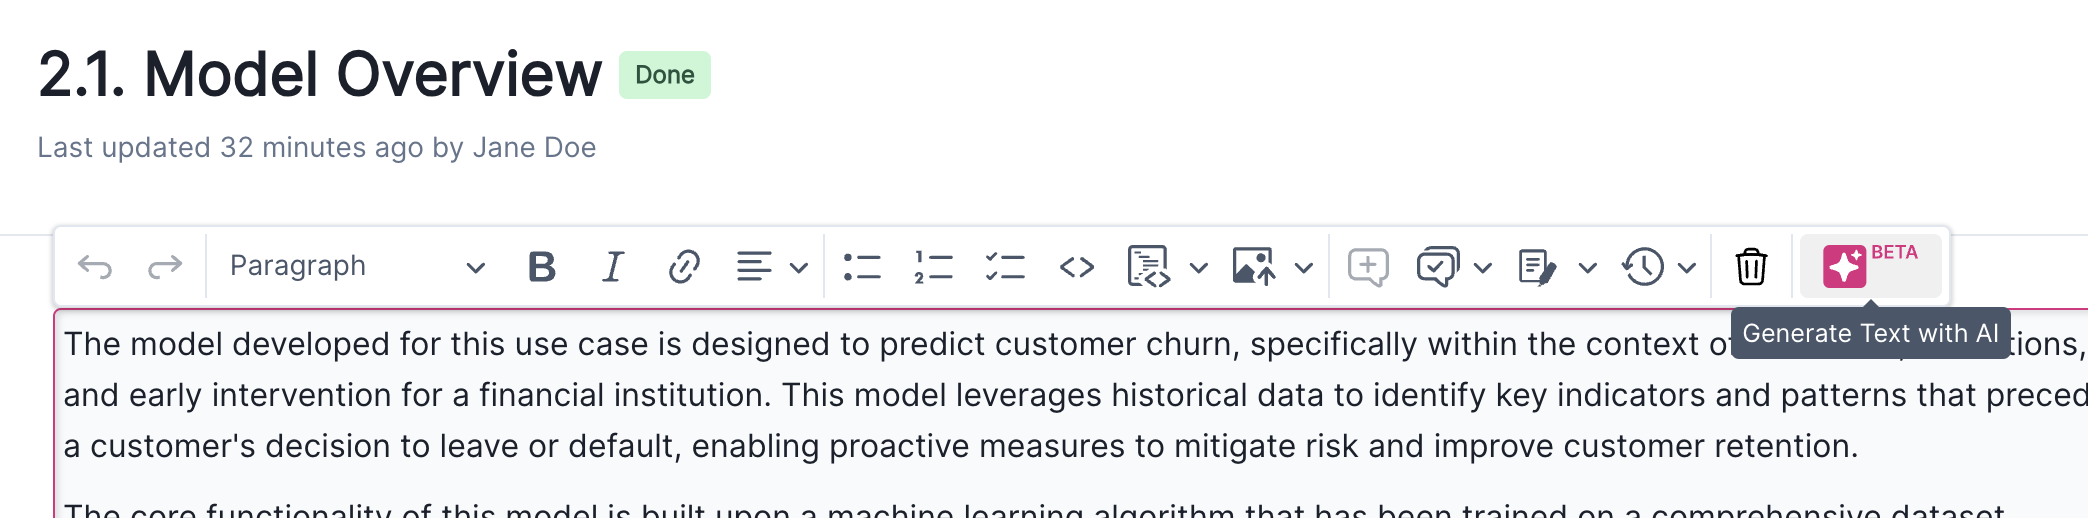 2.1. Model Overview Done
Last updated 32 minutes ago by Jane Doe
Paragraph B I 1 2 BETA
Generate Text with AI
The model developed for this use case is designed to predict customer churn, specifically within the context
and early intervention for a financial institution. This model leverages historical data to identify key indicators and patterns that preced
a customer's decision to leave or default, enabling proactive measures to mitigate risk and improve customer retention.
The core functionality of this model is built upon a machine learning algorithm that has been trained on a comprehensive dataset